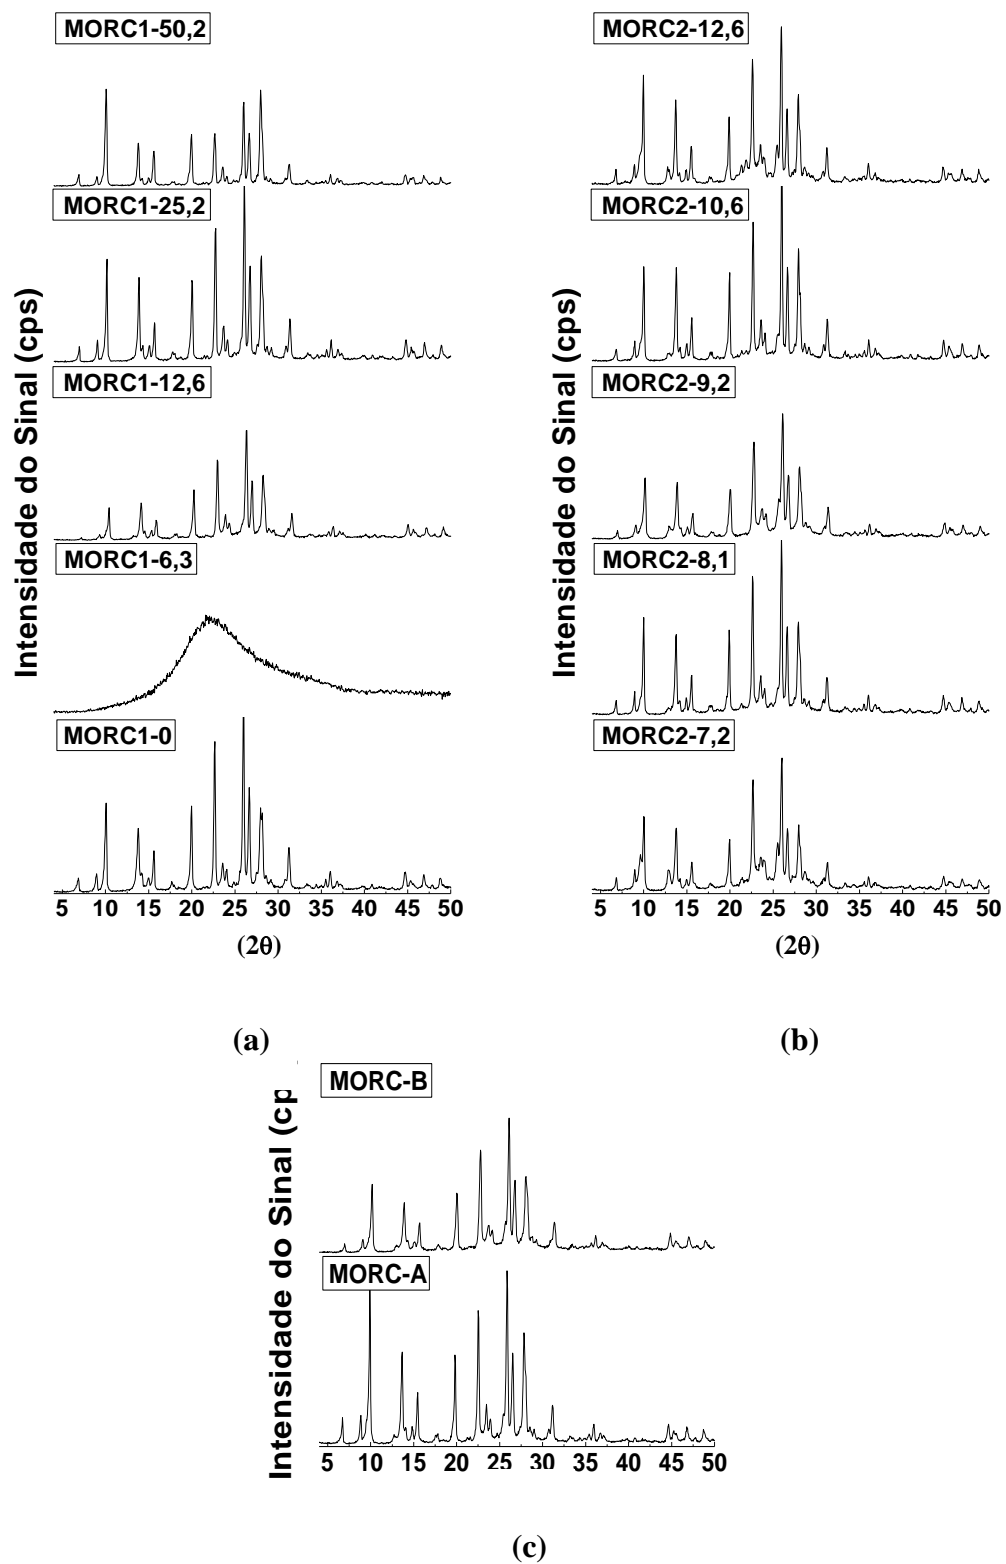 MORC1-50,2
MORC1-25,2
MORC1-12,6
MORC1-6,3
MORC1-0
Intensidade do Sinal (cps)
5 10 15 20 25 30 35 40 45 50
(2θ)
(a)
MORC2-12,6
MORC2-10,6
MORC2-9,2
MORC2-8,1
MORC2-7,2
Intensidade do Sinal (cps)
5 10 15 20 25 30 35 40 45 50
(2θ)
(b)
MORC-B
MORC-A
Intensidade do Sinal (cp
5 10 15 20 25 30 35 40 45 50
(c)